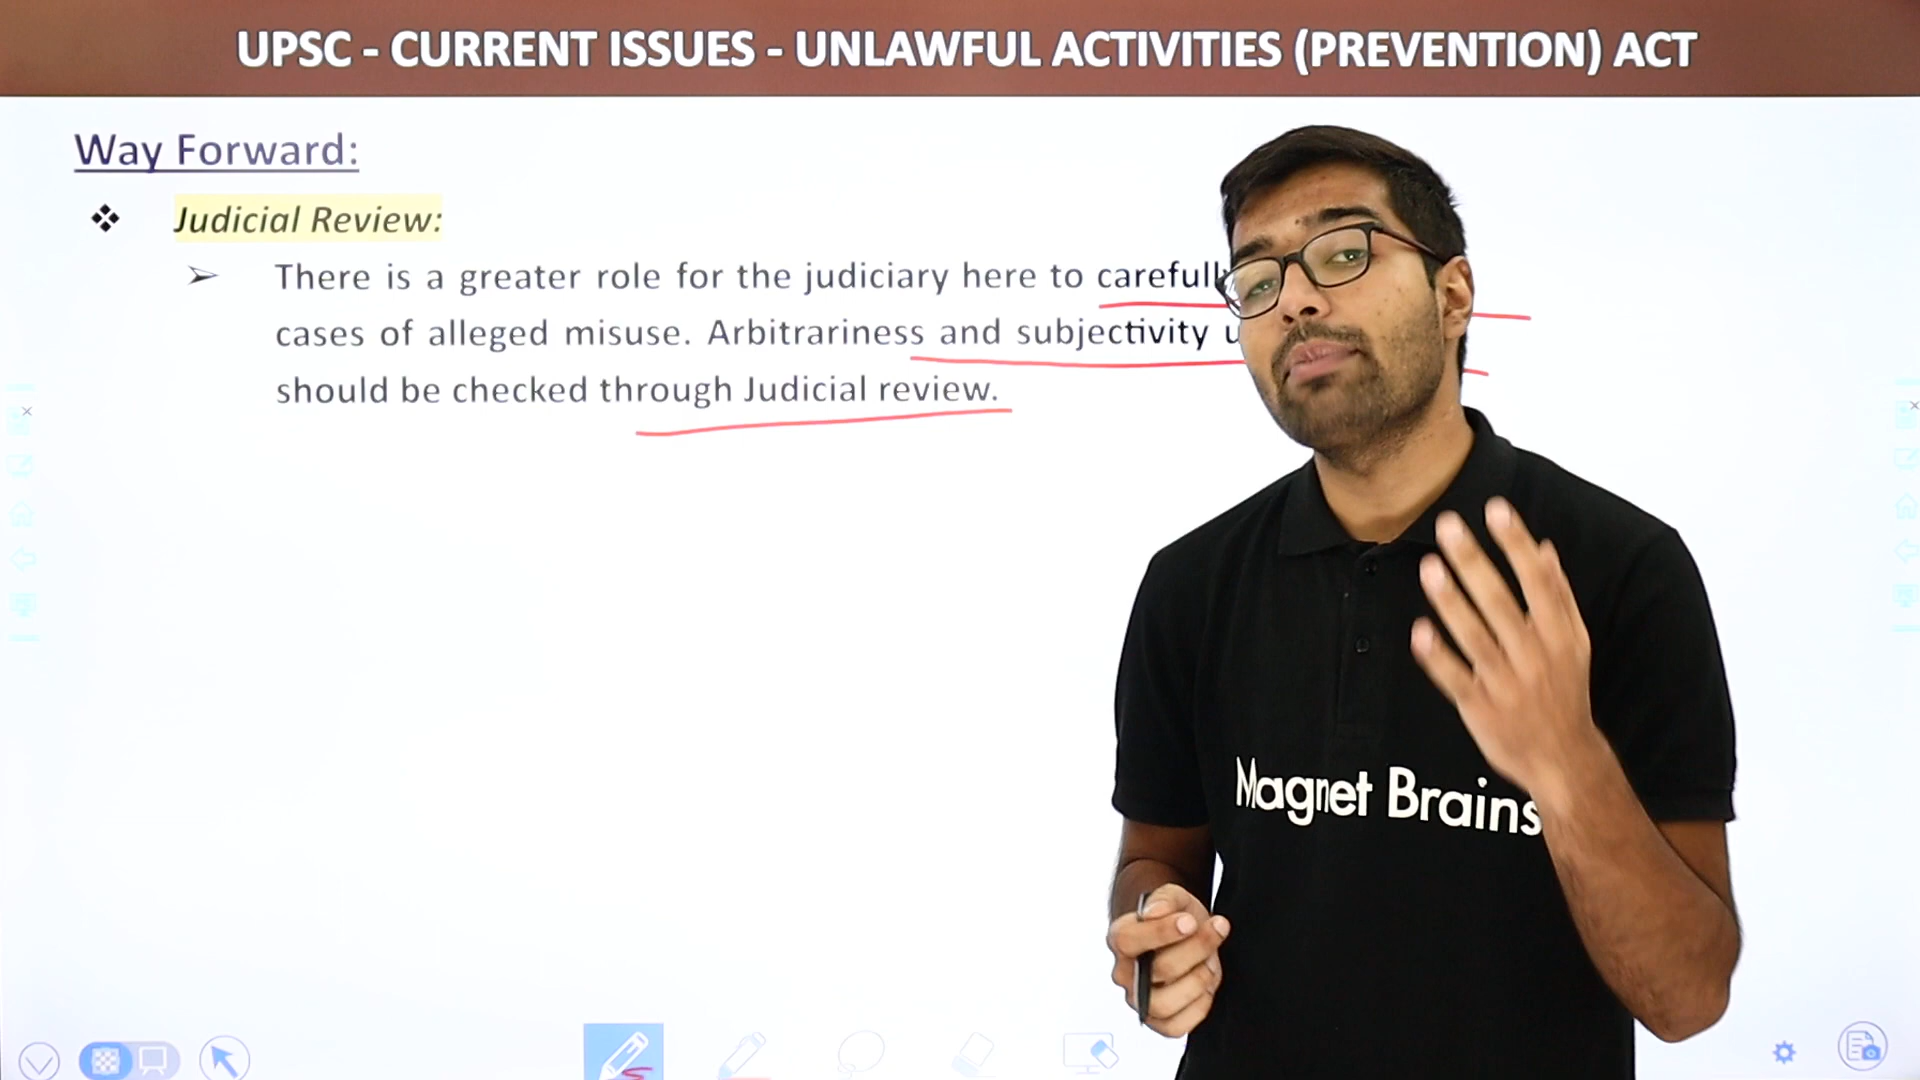 UPSC - CURRENT ISSUES - UNLAWFUL ACTIVITIES (PREVENTION) ACT
Way Forward:
Judicial Review:
There is a greater role for the judiciary here to carefully
cases of alleged misuse. Arbitrariness and subjectivity
should be checked through Judicial review.
Magnet Brains